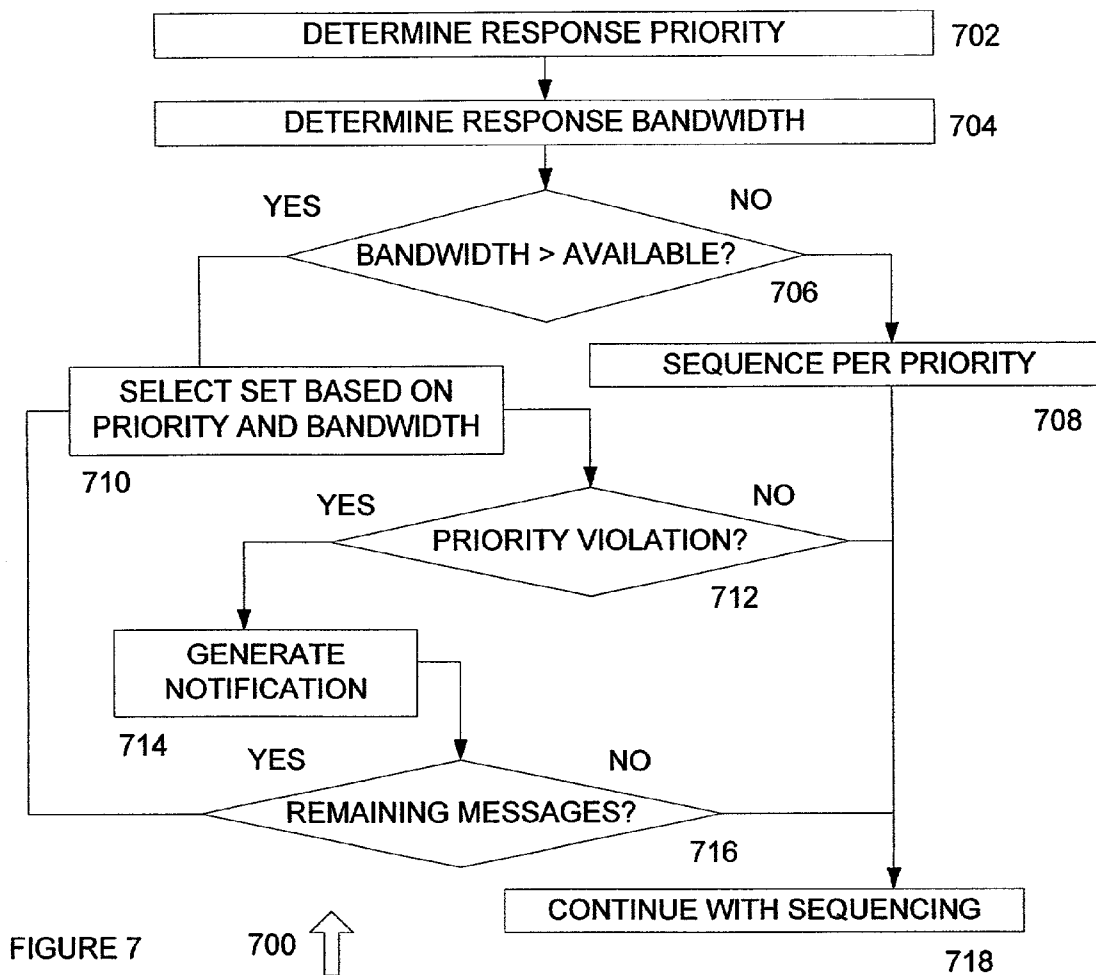 DETERMINE RESPONSE PRIORITY 702
DETERMINE RESPONSE BANDWIDTH 704
YES NO
BANDWIDTH > AVAILABLE?
706
SEQUENCE PER PRIORITY
708
SELECT SET BASED ON
PRIORITY AND BANDWIDTH
710
YES NO
PRIORITY VIOLATION?
712
GENERATE
NOTIFICATION
714
YES NO
REMAINING MESSAGES?
716
CONTINUE WITH SEQUENCING
718
FIGURE 7 700